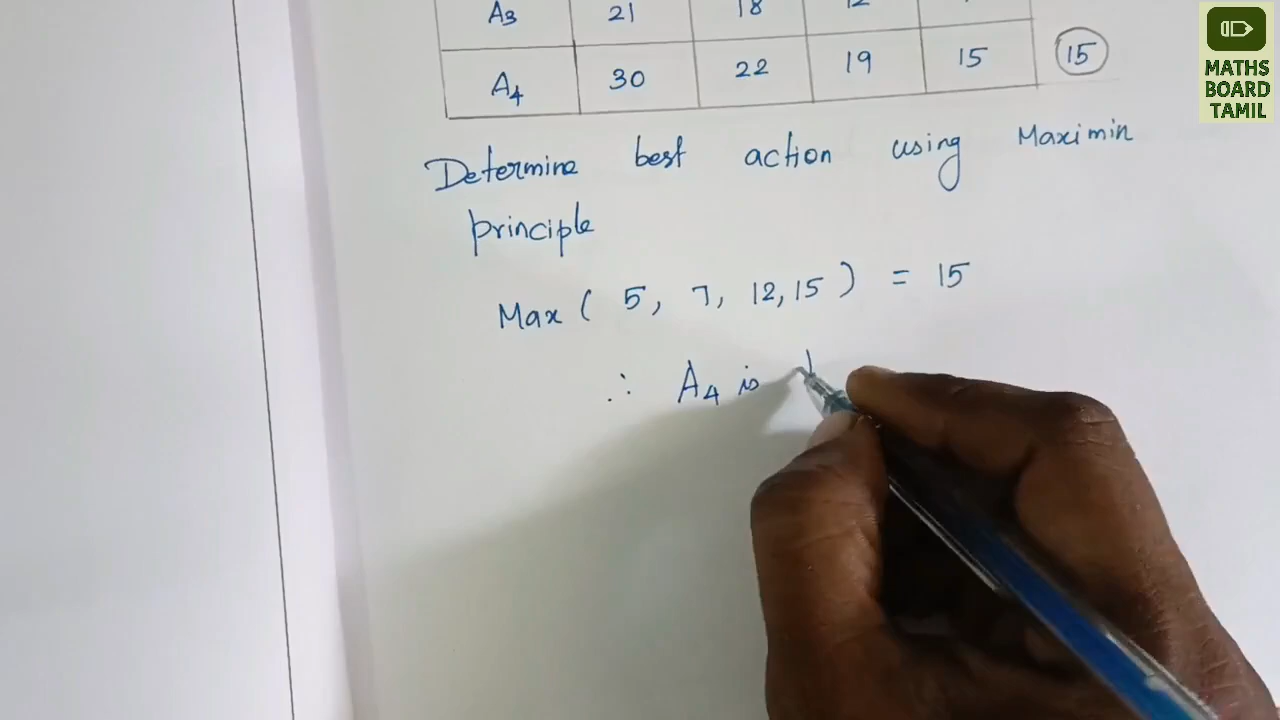 A3 21 18 12
A4 30 22 19 15 15
Determine best action using Maximin
principle
Max ( 5, 7, 12, 15 ) = 15
∴ A4 is
MATHS
BOARD
TAMIL